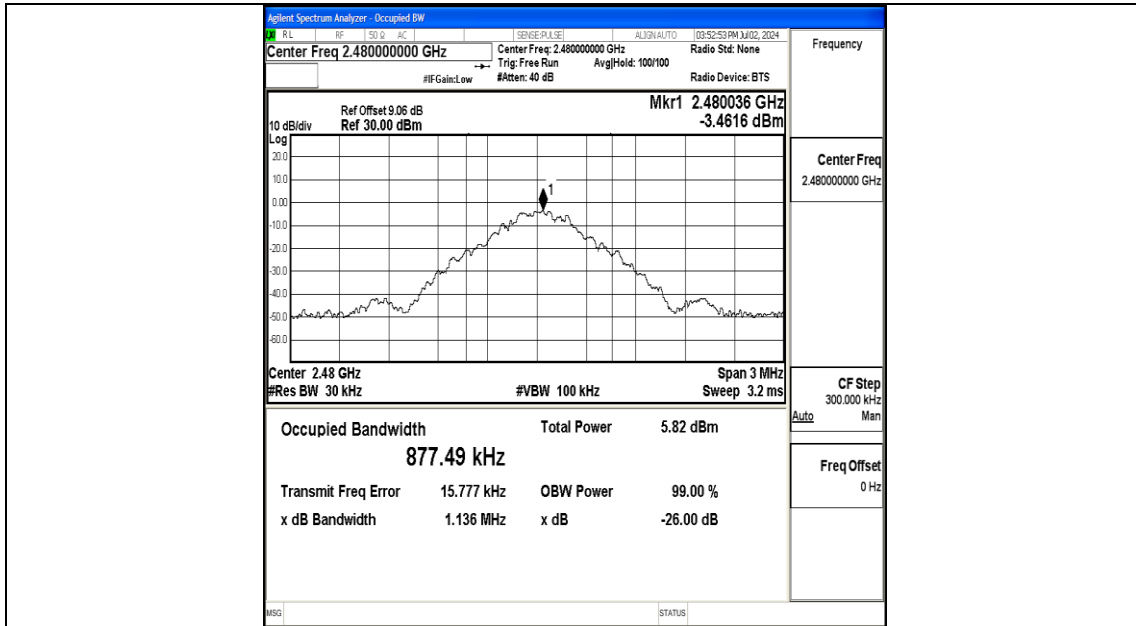 Agilent Spectrum Analyzer - Occupied BW
LXI RL RF 50 Ω AC SENSE:PULSE ALIGN AUTO 03:52:53 PM Jul 02, 2024
Center Freq 2.480000000 GHz
Center Freq: 2.480000000 GHz Radio Std: None
Trig: Free Run Avg|Hold: 100/100
#IFGain:Low #Atten: 40 dB Radio Device: BTS
Frequency
Mkr1 2.480036 GHz
-3.4616 dBm
Ref Offset 9.06 dB
10 dB/div Ref 30.00 dBm
Log
20.0
10.0
0.00
-10.0
-20.0
-30.0
-40.0
-50.0
-60.0
1
Center Freq
2.480000000 GHz
Center 2.48 GHz Span 3 MHz
#Res BW 30 kHz #VBW 100 kHz Sweep 3.2 ms
CF Step
300.000 kHz
Auto Man
Occupied Bandwidth Total Power 5.82 dBm
877.49 kHz
Transmit Freq Error 15.777 kHz OBW Power 99.00 %
x dB Bandwidth 1.136 MHz x dB -26.00 dB
Freq Offset
0 Hz
MSG STATUS